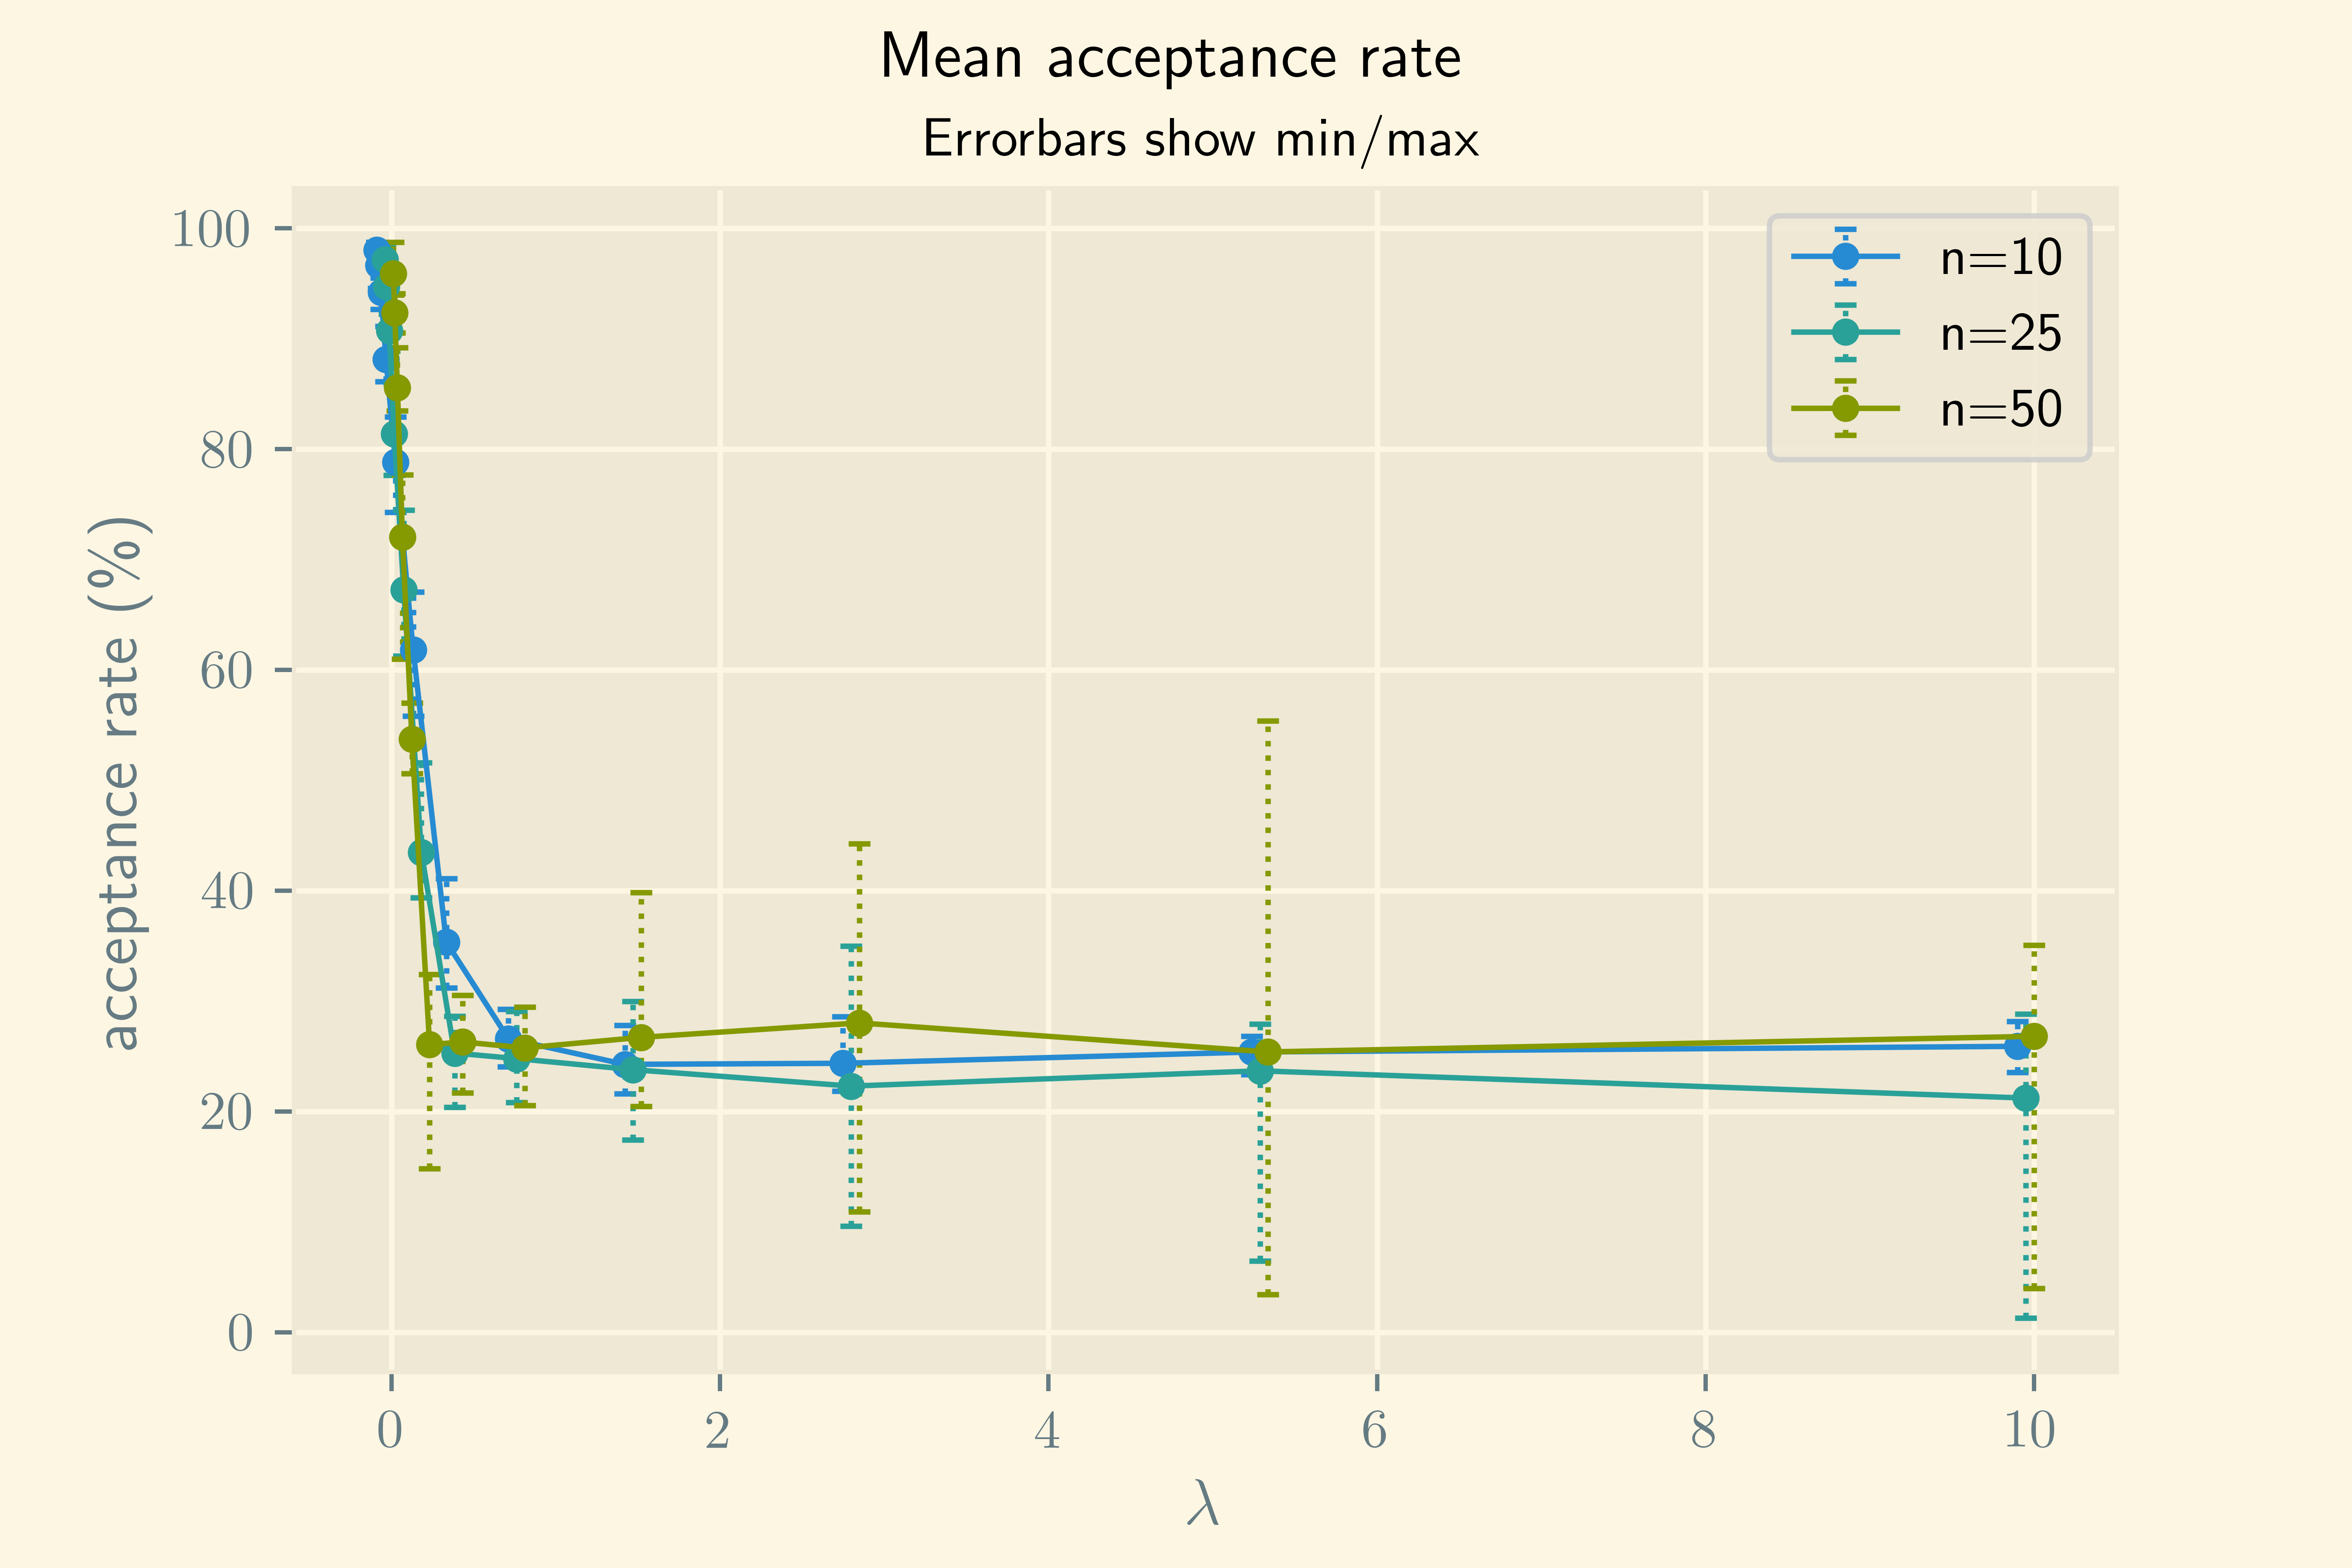 Mean acceptance rate
Errorbars show min/max
acceptance rate (%)
100
80
60
40
20
0
n=10
n=25
n=50
0 2 4 6 8 10
λ